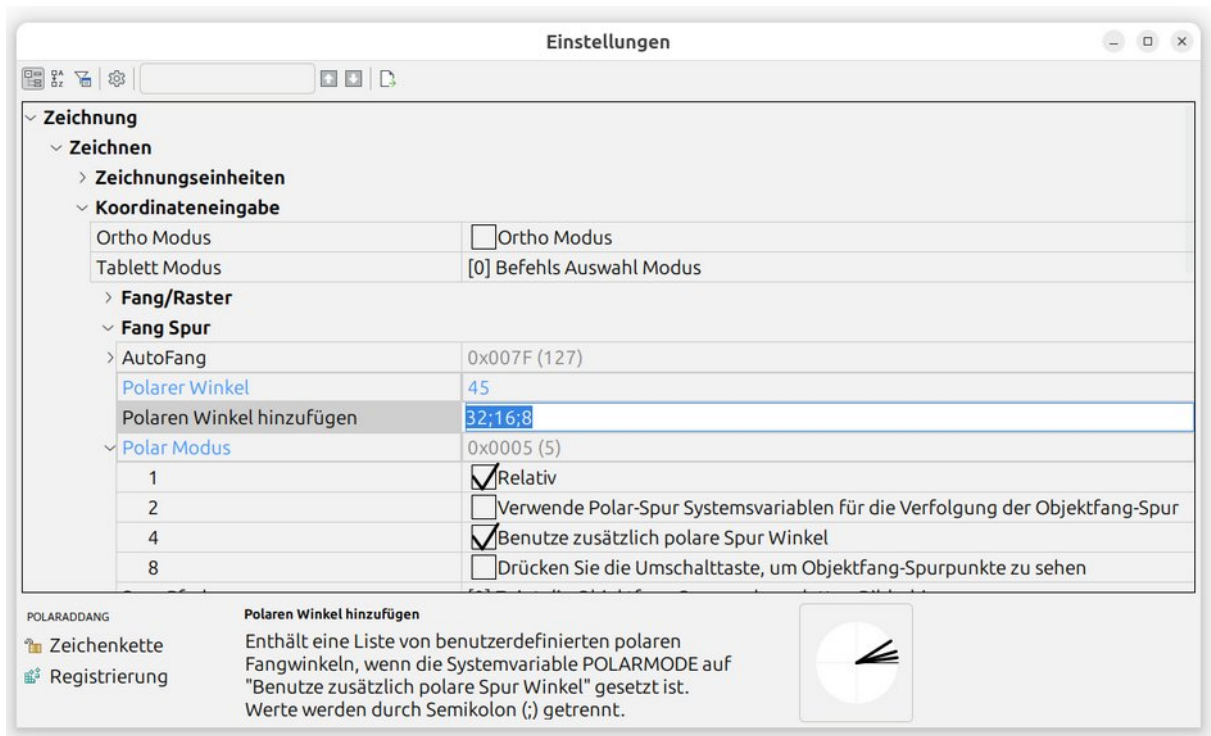 Einstellungen
Zeichnung
Zeichnen
Zeichnungseinheiten
Koordinateneingabe
Ortho Modus Ortho Modus
Tablett Modus [0] Befehls Auswahl Modus
Fang/Raster
Fang Spur
AutoFang 0x007F (127)
Polarer Winkel 45
Polaren Winkel hinzufügen 32;16;8
Polar Modus 0x0005 (5)
1 Relativ
2 Verwende Polar-Spur Systemsvariablen für die Verfolgung der Objektfang-Spur
4 Benutze zusätzlich polare Spur Winkel
8 Drücken Sie die Umschalttaste, um Objektfang-Spurpunkte zu sehen
POLARADDANG
Zeichenkette
Registrierung
Polaren Winkel hinzufügen
Enthält eine Liste von benutzerdefinierten polaren
Fangwinkeln, wenn die Systemvariable POLARMODE auf
"Benutze zusätzlich polare Spur Winkel" gesetzt ist.
Werte werden durch Semikolon (;) getrennt.